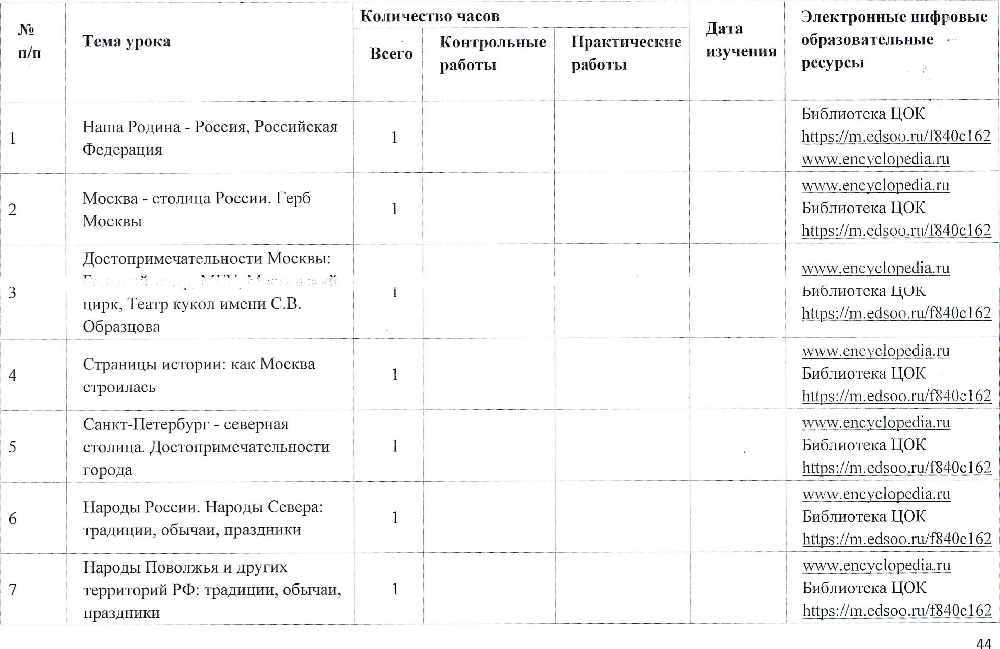 №
п/п
Тема урока
Количество часов
Всего
Контрольные
работы
Практические
работы
Дата
изучения
Электронные цифровые
образовательные
ресурсы
1
Наша Родина - Россия, Российская
Федерация
1
Библиотека ЦОК
https://m.edsoo.ru/f840c162
www.encyclopedia.ru
2
Москва - столица России. Герб
Москвы
1
www.encyclopedia.ru
Библиотека ЦОК
https://m.edsoo.ru/f840c162
3
Достопримечательности Москвы:
МГУ,
цирк, Театр кукол имени С.В.
Образцова
1
www.encyclopedia.ru
Библиотека ЦОК
https://m.edsoo.ru/f840c162
4
Страницы истории: как Москва
строилась
1
www.encyclopedia.ru
Библиотека ЦОК
https://m.edsoo.ru/f840c162
5
Санкт-Петербург - северная
столица. Достопримечательности
города
1
www.encyclopedia.ru
Библиотека ЦОК
https://m.edsoo.ru/f840c162
6
Народы России. Народы Севера:
традиции, обычаи, праздники
1
www.encyclopedia.ru
Библиотека ЦОК
https://m.edsoo.ru/f840c162
7
Народы Поволжья и других
территорий РФ: традиции, обычаи,
праздники
1
www.encyclopedia.ru
Библиотека ЦОК
https://m.edsoo.ru/f840c162
44